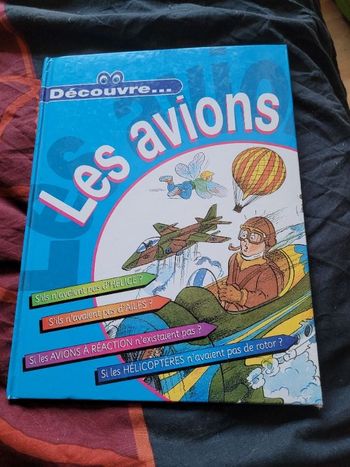 Découvre...
Les avions
S'ils n'avaient pas d'HÉLICE ?
S'ils n'avaient pas d'AILES ?
Si les AVIONS À RÉACTION n'existaient pas ?
Si les HÉLICOPTÈRES n'avaient pas de rotor ?